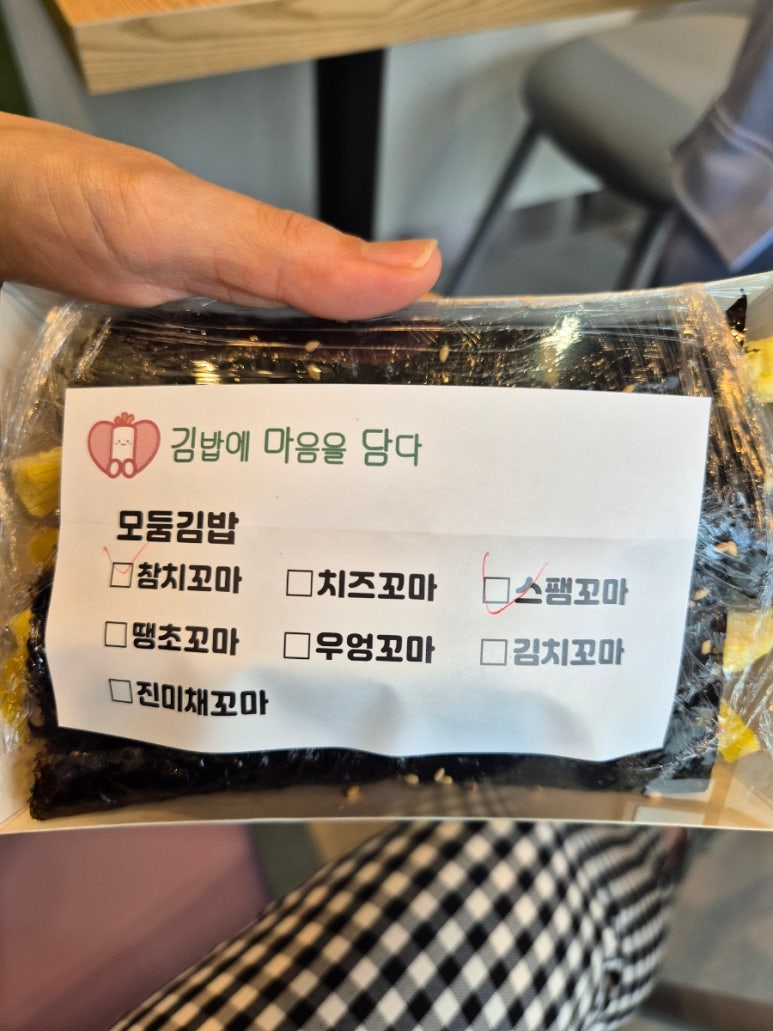 김밥에 마음을 담다
모둠김밥
☑참치꼬마 ☐치즈꼬마 ☑스팸꼬마
☐땡초꼬마 ☐우엉꼬마 ☐김치꼬마
☐진미채꼬마